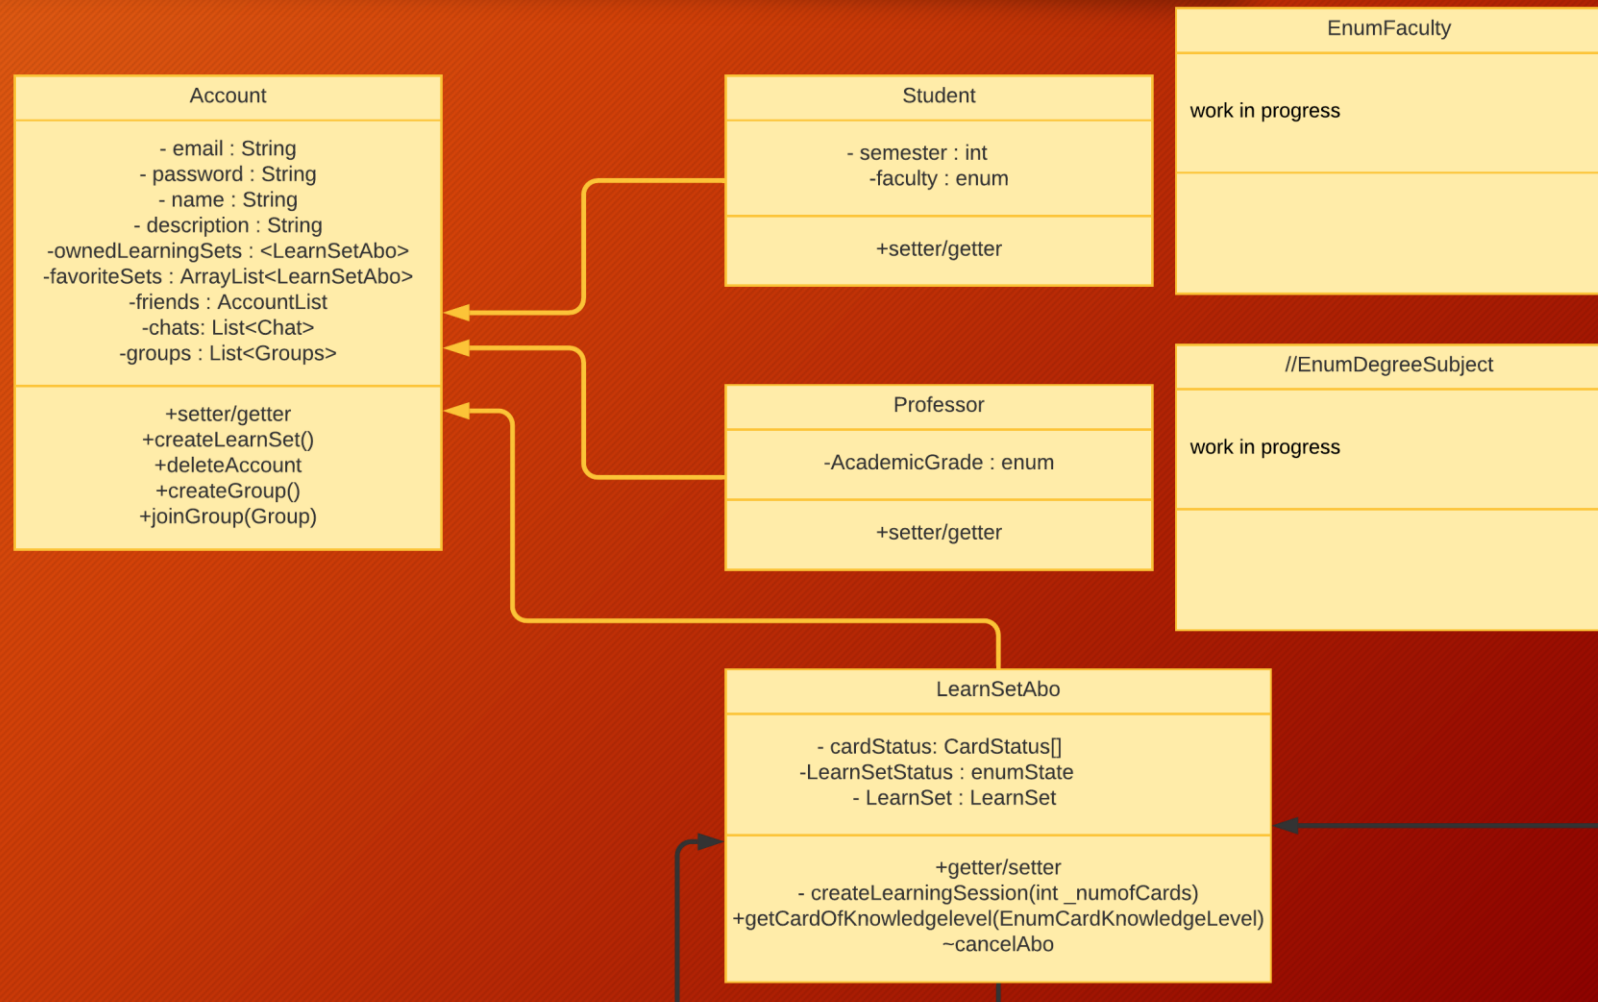 Account
- email : String
- password : String
- name : String
- description : String
-ownedLearningSets : <LearnSetAbo>
-favoriteSets : ArrayList<LearnSetAbo>
-friends : AccountList
-chats: List<Chat>
-groups : List<Groups>
+setter/getter
+createLearnSet()
+deleteAccount
+createGroup()
+joinGroup(Group)
Student
- semester : int
-faculty : enum
+setter/getter
EnumFaculty
work in progress
Professor
-AcademicGrade : enum
+setter/getter
//EnumDegreeSubject
work in progress
LearnSetAbo
- cardStatus: CardStatus[]
-LearnSetStatus : enumState
- LearnSet : LearnSet
+getter/setter
- createLearningSession(int _numofCards)
+getCardOfKnowledgelevel(EnumCardKnowledgeLevel)
~cancelAbo